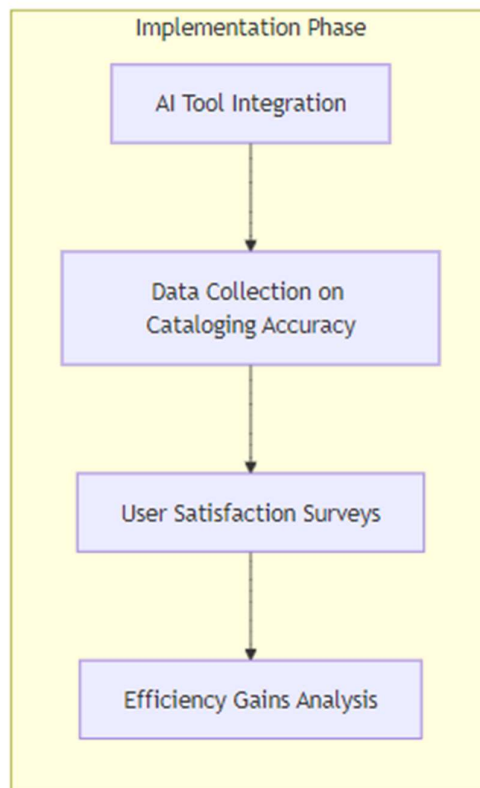 Implementation Phase
AI Tool Integration
Data Collection on
Cataloging Accuracy
User Satisfaction Surveys
Efficiency Gains Analysis